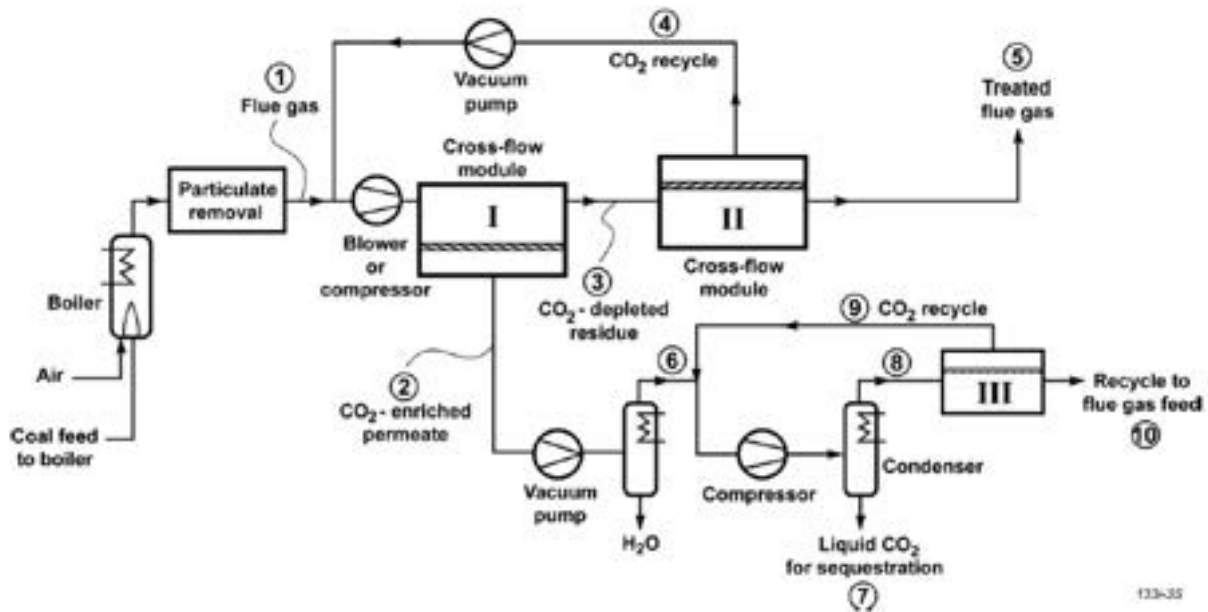 ④
CO₂ recycle
Vacuum
pump
①
Flue gas
⑤
Treated
flue gas
Cross-flow
module
Particulate
removal
I
II
Blower
or
compressor
Cross-flow
module
Boiler
③
CO₂ - depleted
residue
⑨ CO₂ recycle
Air
②
CO₂ - enriched
permeate
⑥
⑧
III
Recycle to
flue gas feed
⑩
Coal feed
to boiler
Vacuum
pump
Compressor
Condenser
H₂O
Liquid CO₂
for sequestration
⑦